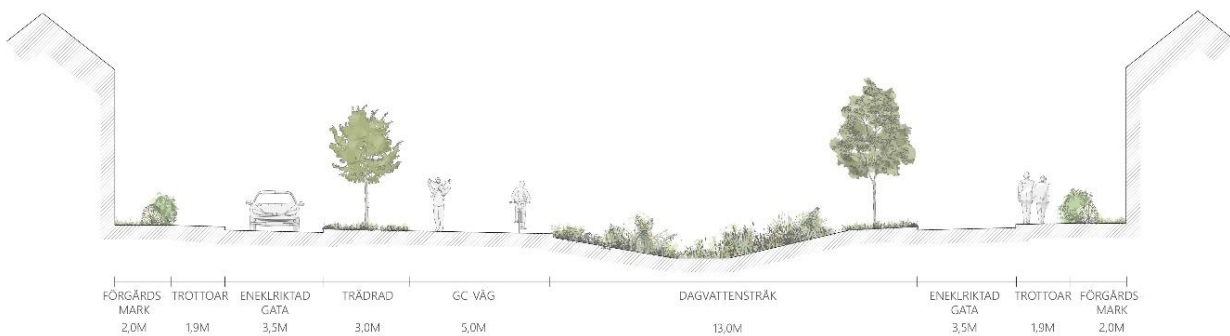 FÖRGÅRDS TROTTOAR ENEKLRIKTAD TRÄDRAD GC VÄG DAGVATTENSTRÅK ENEKLRIKTAD TROTTOAR FÖRGÅRDS
MARK GATA GATA MARK
2,0M 1,9M 3,5M 3,0M 5,0M 13,0M 3,5M 1,9M 2,0M